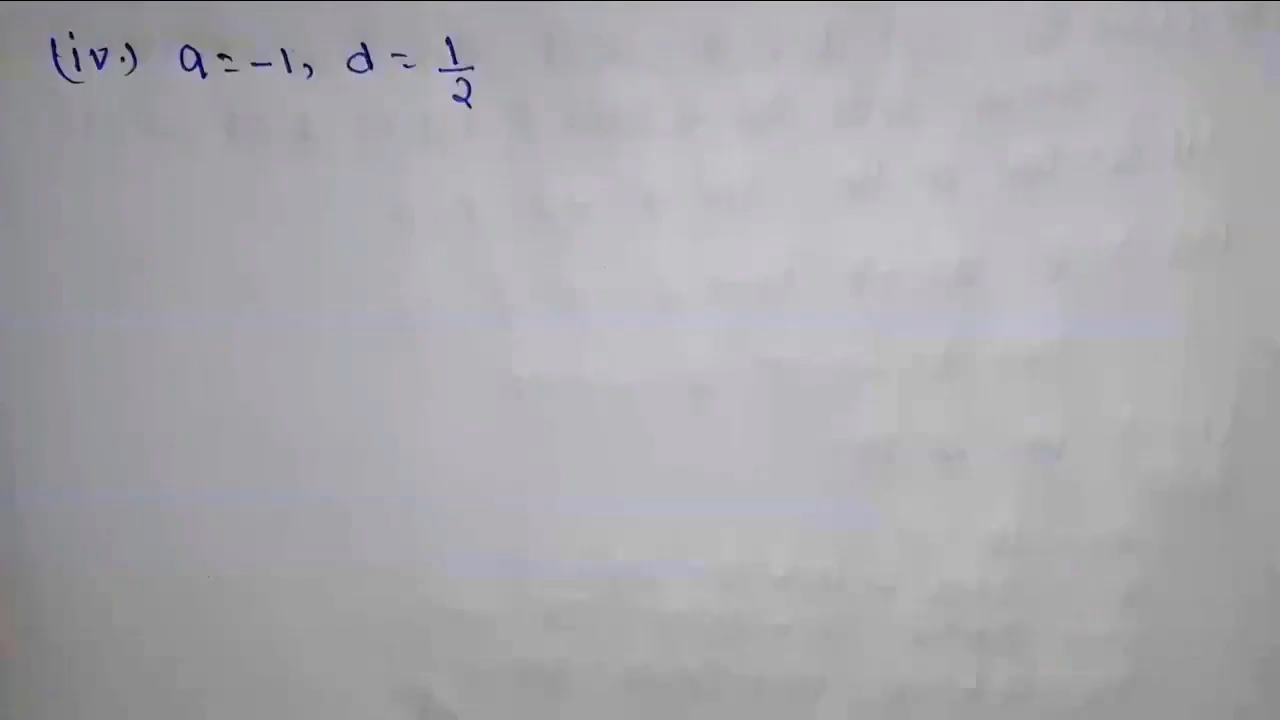 (iv.) a = -1, d = 1/2